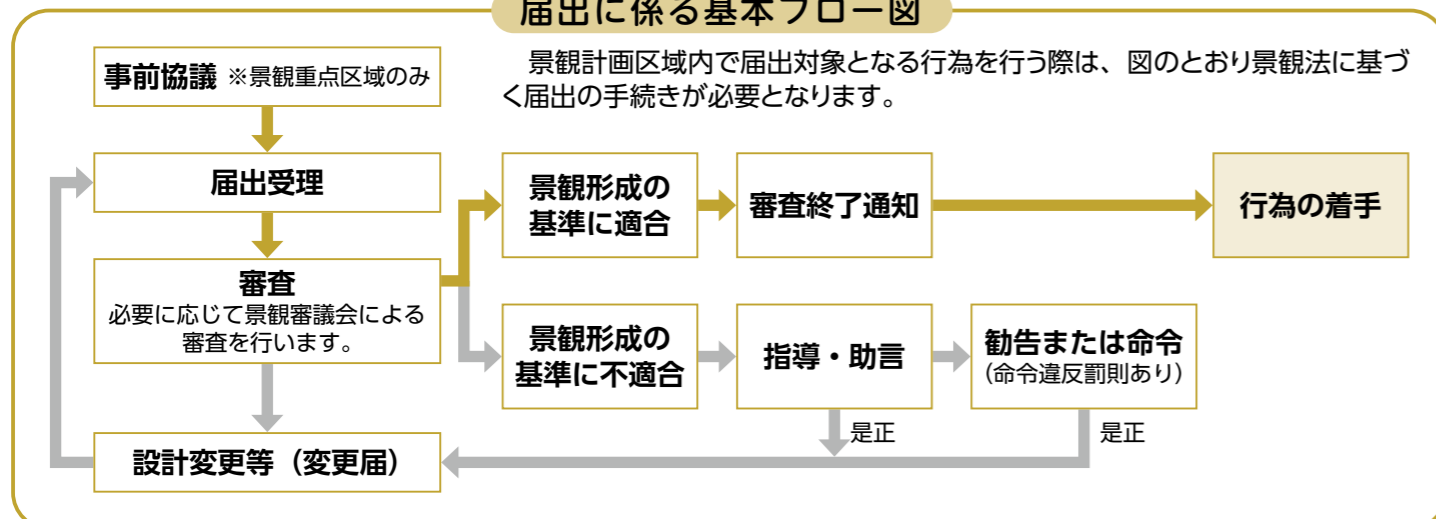 届出に係る基本フロー図
景観計画区域内で届出対象となる行為を行う際は、図のとおり景観法に基づ
く届出の手続きが必要となります。
事前協議 ※景観重点区域のみ
届出受理
審査
必要に応じて景観審議会による
審査を行います。
設計変更等（変更届）
景観形成の
基準に適合
審査終了通知
行為の着手
景観形成の
基準に不適合
指導・助言
勧告または命令
（命令違反罰則あり）
是正
是正